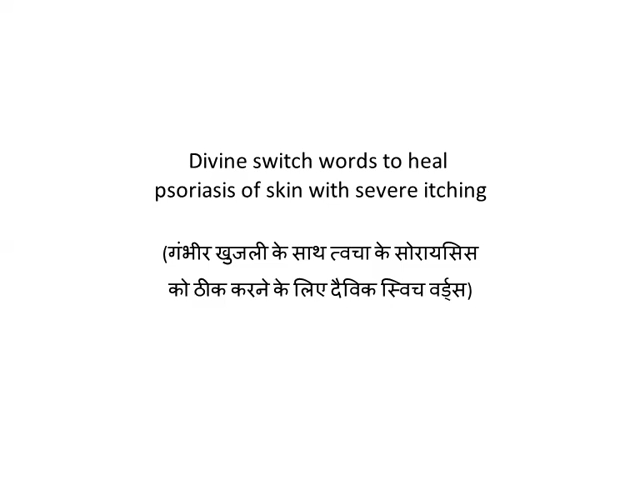 Divine switch words to heal
psoriasis of skin with severe itching
(गंभीर खुजली के साथ त्वचा के सोरायसिस
को ठीक करने के लिए दैविक स्विच वर्ड्स)